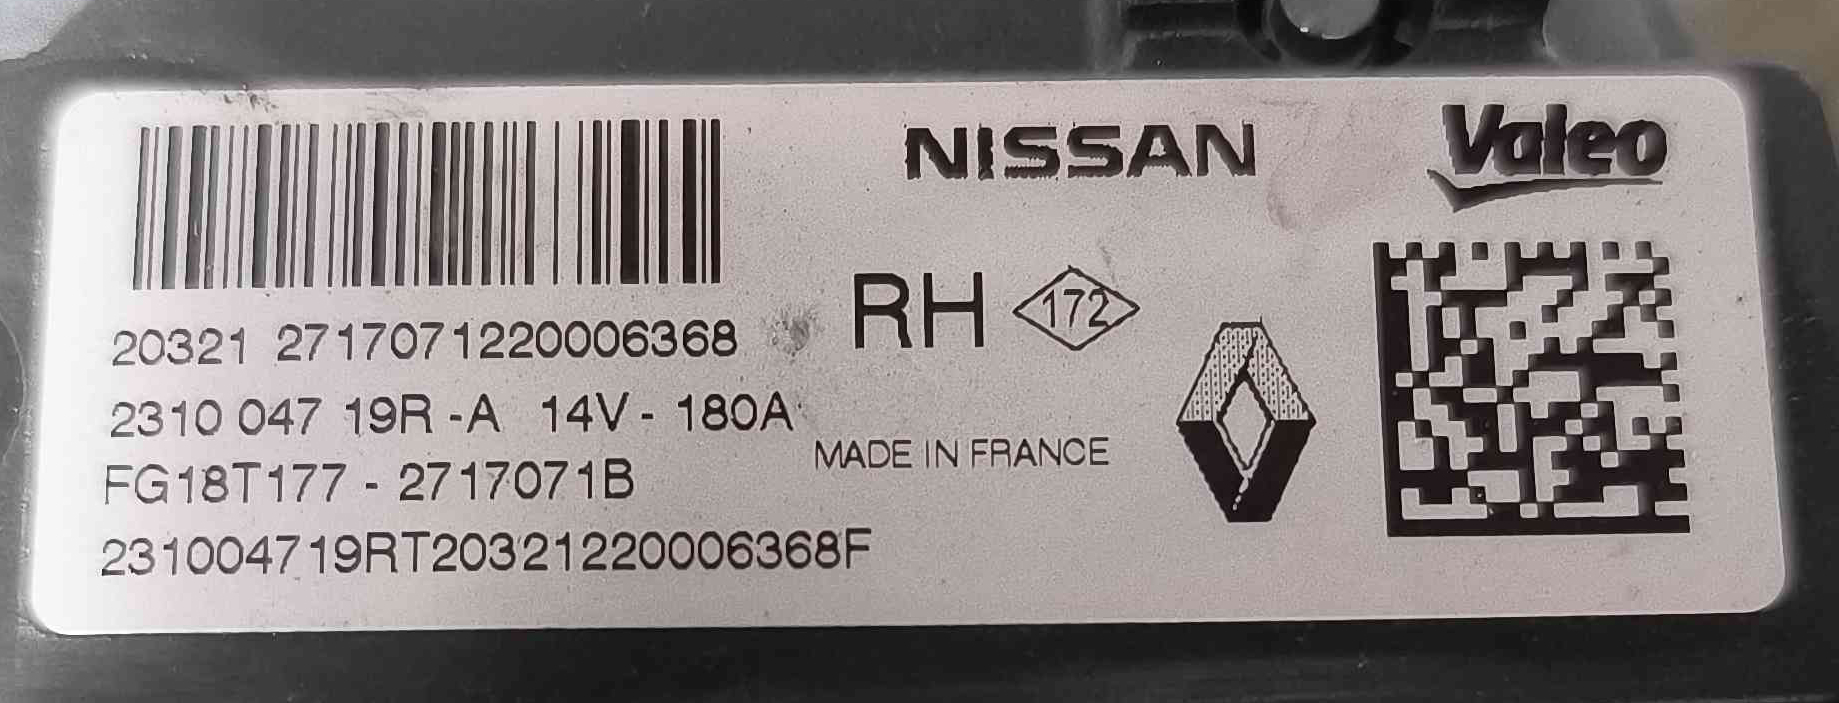 NISSAN
Valeo
RH 172
20321 2717071220006368
2310 047 19R -A 14V - 180A
MADE IN FRANCE
FG18T177 - 2717071B
231004719RT20321220006368F